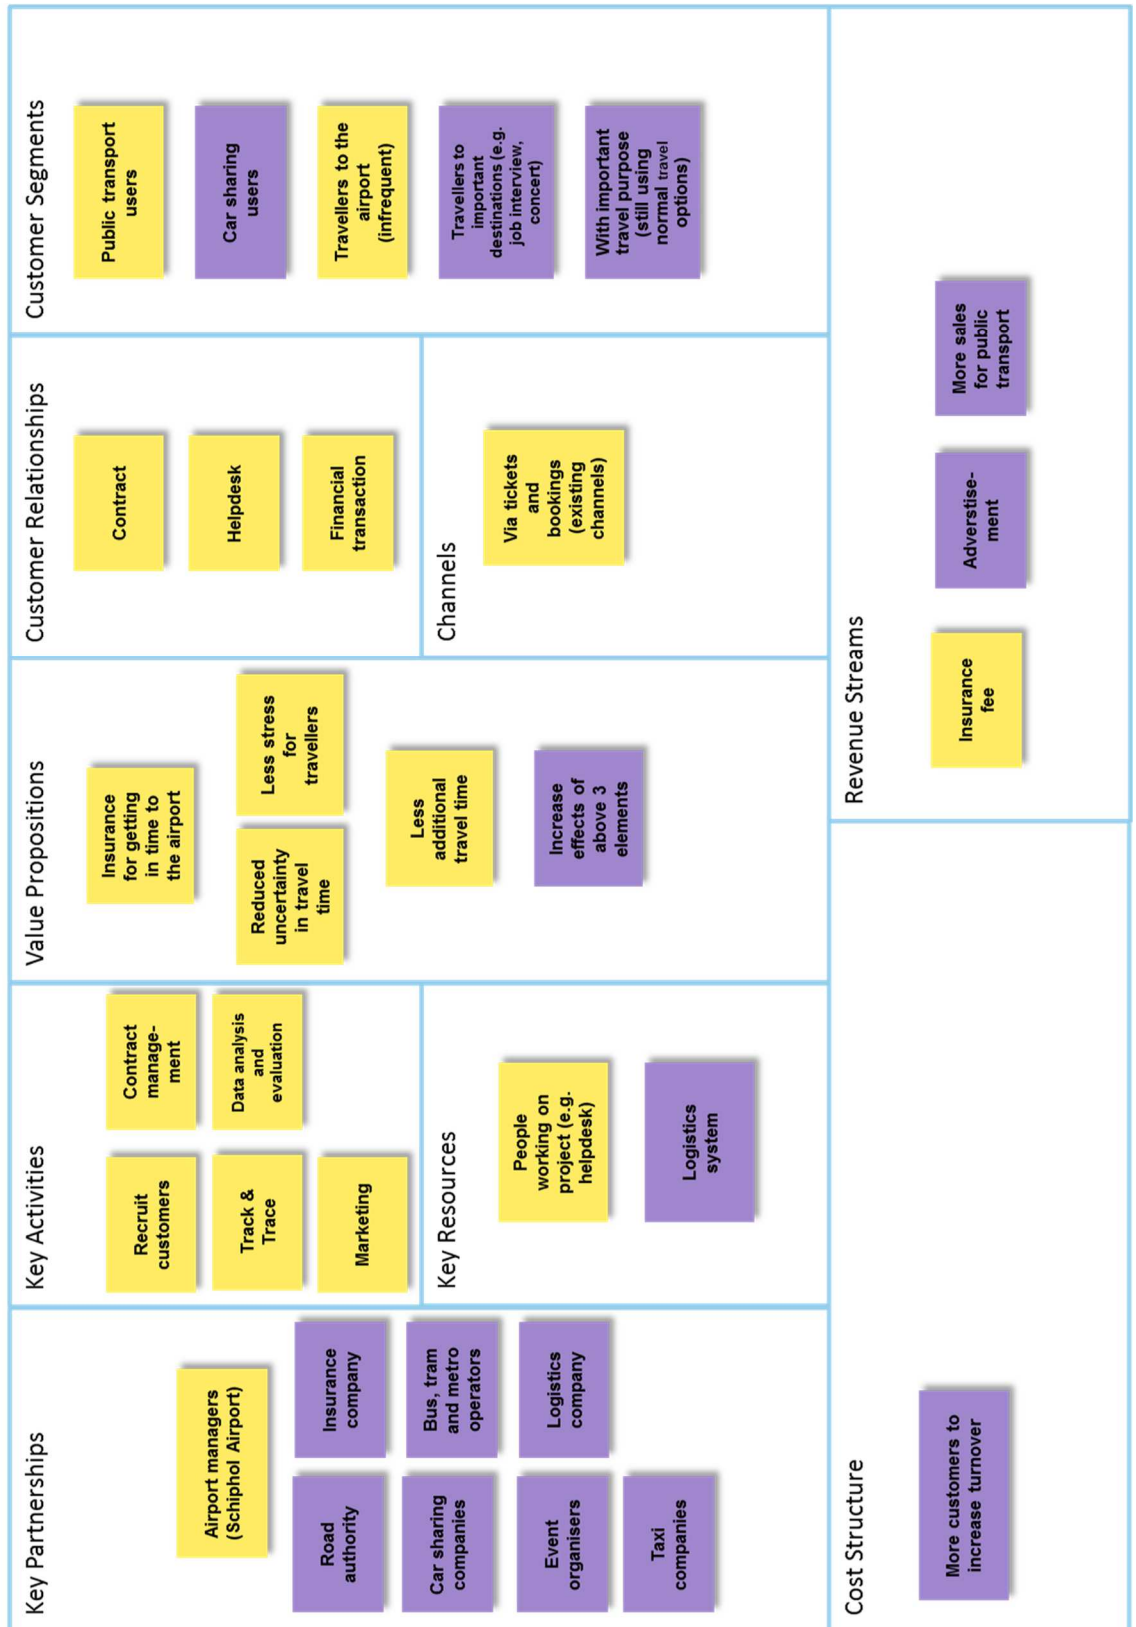 Key Partnerships
Airport managers
(Schiphol Airport)
Road
authority
Insurance
company
Car sharing
companies
Bus, tram
and metro
operators
Event
organisers
Logistics
company
Taxi
companies
Key Activities
Recruit
customers
Contract
manage-
ment
Track &
Trace
Data analysis
and
evaluation
Marketing
Key Resources
People
working on
project (e.g.
helpdesk)
Logistics
system
Value Propositions
Insurance
for getting
in time to
the airport
Reduced
uncertainty
in travel
time
Less stress
for
travellers
Less
additional
travel time
Increase
effects of
above 3
elements
Customer Relationships
Contract
Helpdesk
Financial
transaction
Channels
Via tickets
and
bookings
(existing
channels)
Customer Segments
Public transport
users
Car sharing
users
Travellers to the
airport
(infrequent)
Travellers to
important
destinations (e.g.
job interview,
concert)
With important
travel purpose
(still using
normal travel
options)
Cost Structure
More customers to
increase turnover
Revenue Streams
Insurance
fee
Adverstise-
ment
More sales
for public
transport